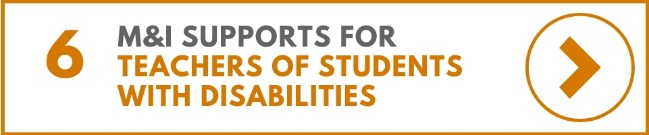 6
M&I SUPPORTS FOR
TEACHERS OF STUDENTS
WITH DISABILITIES